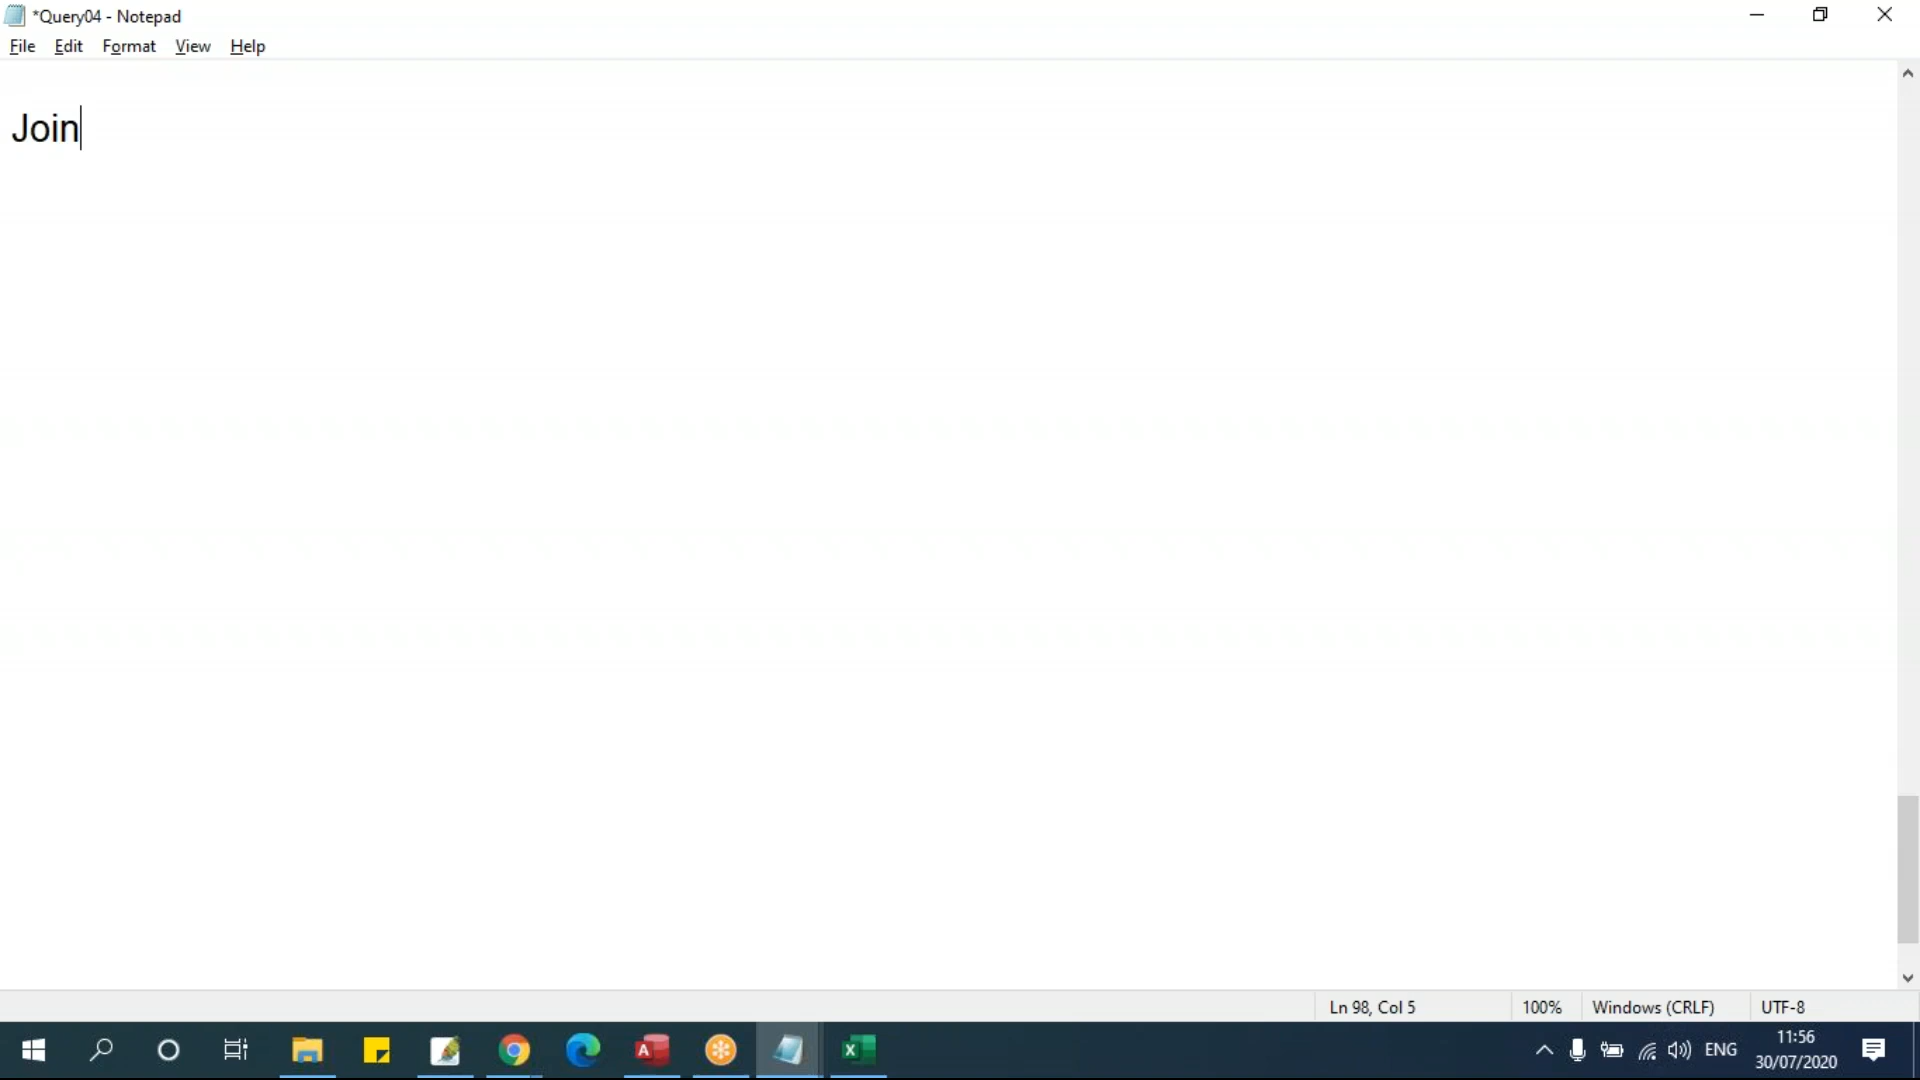 *Query04 - Notepad
File Edit Format View Help
Join
Ln 98, Col 5 100% Windows (CRLF) UTF-8
ENG 11:56
30/07/2020